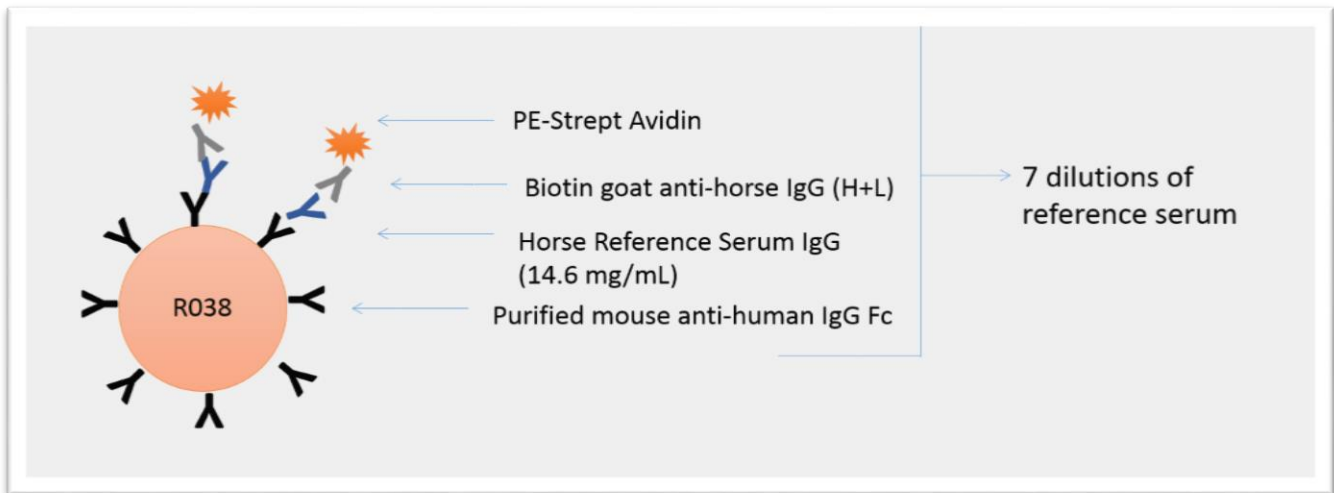 PE-Strept Avidin
Biotin goat anti-horse IgG (H+L)
Horse Reference Serum IgG
(14.6 mg/mL)
Purified mouse anti-human IgG Fc
R038
7 dilutions of
reference serum